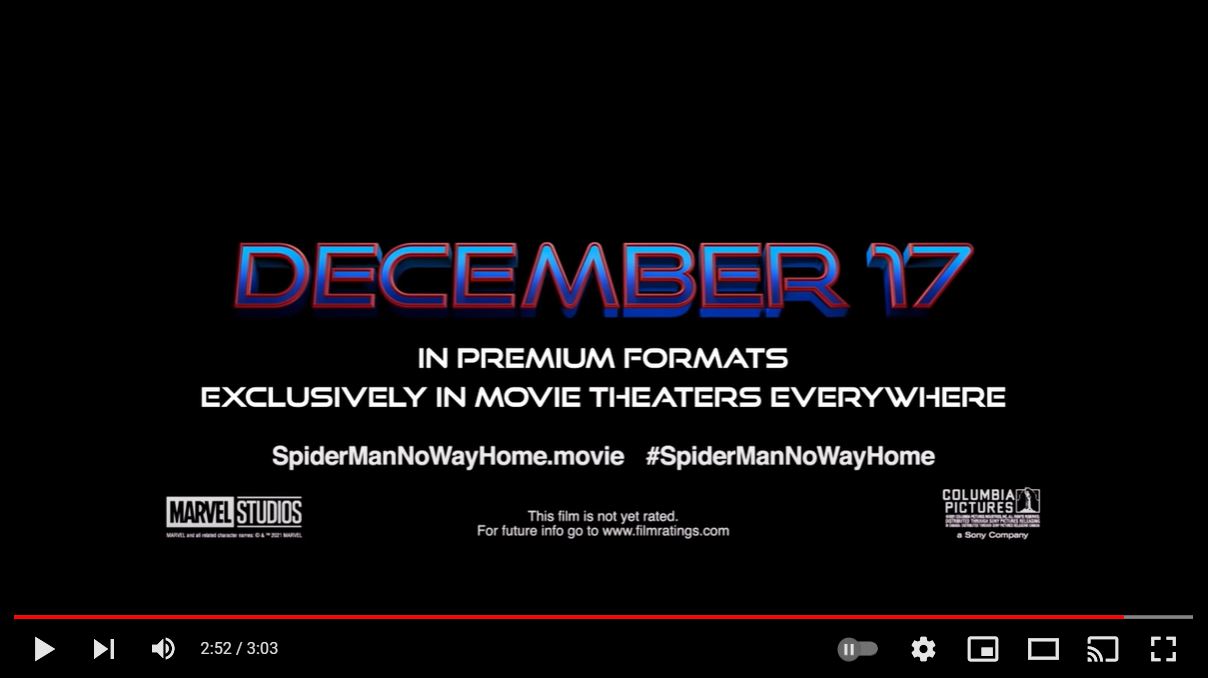 DECEMBER 17
IN PREMIUM FORMATS
EXCLUSIVELY IN MOVIE THEATERS EVERYWHERE
SpiderManNoWayHome.movie #SpiderManNoWayHome
MARVEL STUDIOS
MARVEL and all related character names: © & ™ 2021 MARVEL
This film is not yet rated.
For future info go to www.filmratings.com
COLUMBIA
PICTURES
a Sony Company
2:52 / 3:03